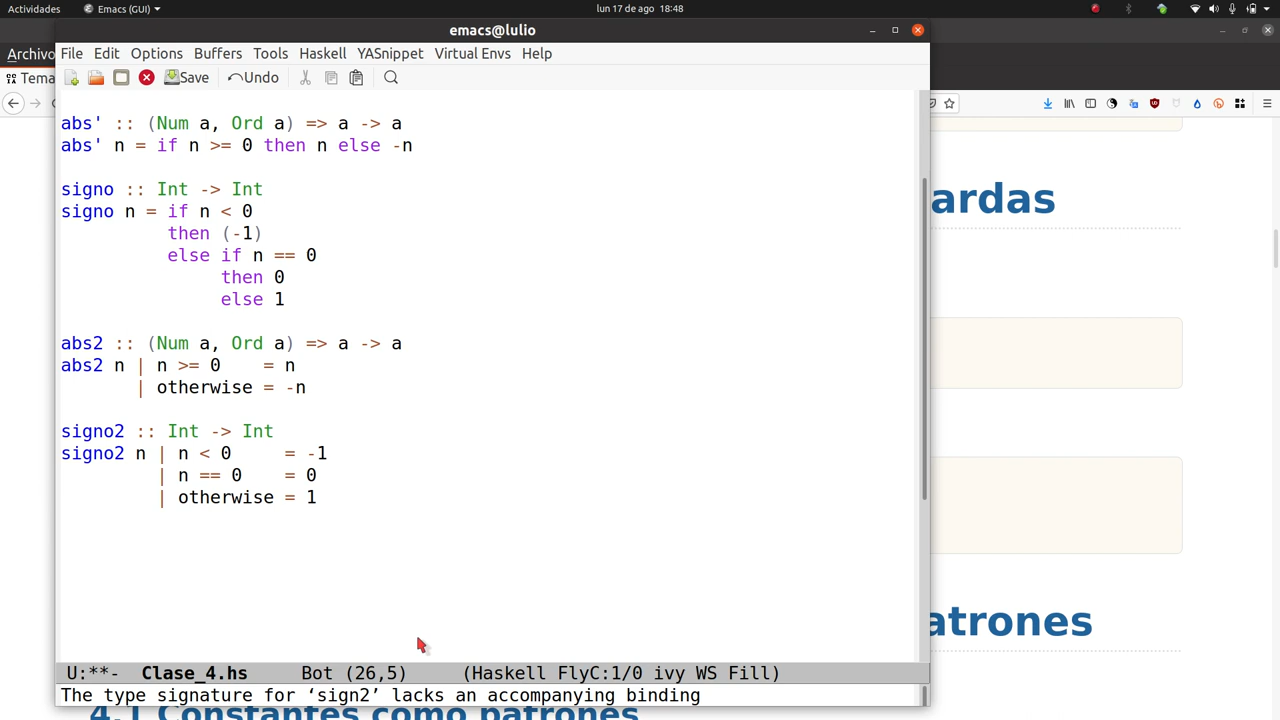 Actividades
Emacs (GUI)
lun 17 de ago 18:48
emacs@lulio
Archivo
File Edit Options Buffers Tools Haskell YASnippet Virtual Envs Help
Tema
Save
Undo
abs' :: (Num a, Ord a) => a -> a
abs' n = if n >= 0 then n else -n
signo :: Int -> Int
signo n = if n < 0
then (-1)
else if n == 0
then 0
else 1
abs2 :: (Num a, Ord a) => a -> a
abs2 n | n >= 0 = n
| otherwise = -n
signo2 :: Int -> Int
signo2 n | n < 0 = -1
| n == 0 = 0
| otherwise = 1
ardas
atrones
U:**- Clase_4.hs Bot (26,5) (Haskell FlyC:1/0 ivy WS Fill)
The type signature for ‘sign2’ lacks an accompanying binding
4.1 Constantes como patrones